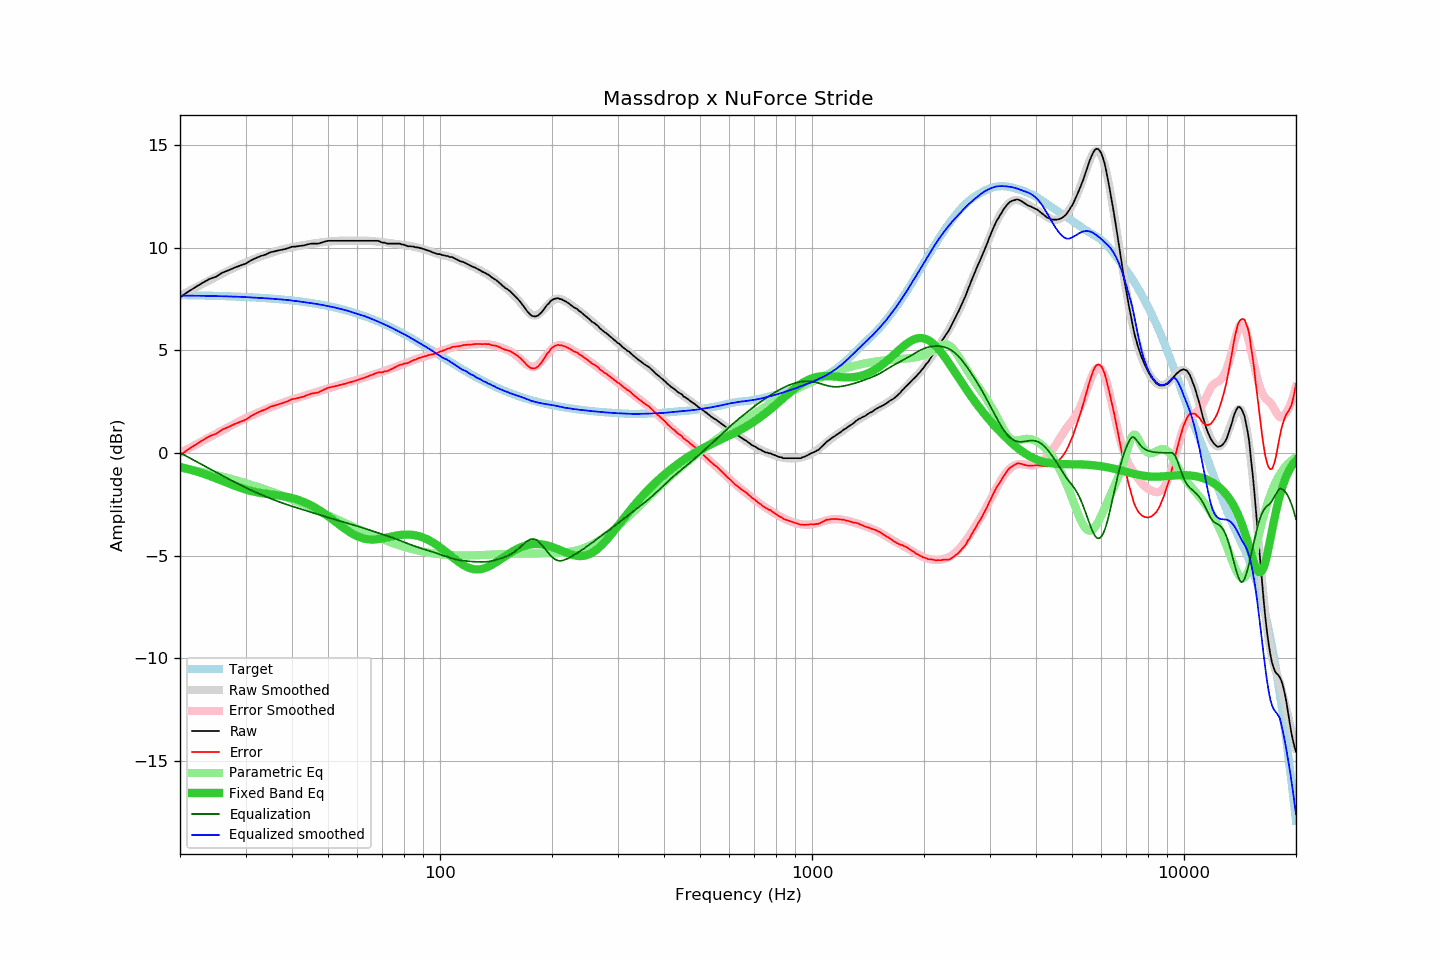 Massdrop x NuForce Stride
Amplitude (dBr)
15
10
5
0
−5
−10
−15
Target
Raw Smoothed
Error Smoothed
Raw
Error
Parametric Eq
Fixed Band Eq
Equalization
Equalized smoothed
100
1000
10000
Frequency (Hz)